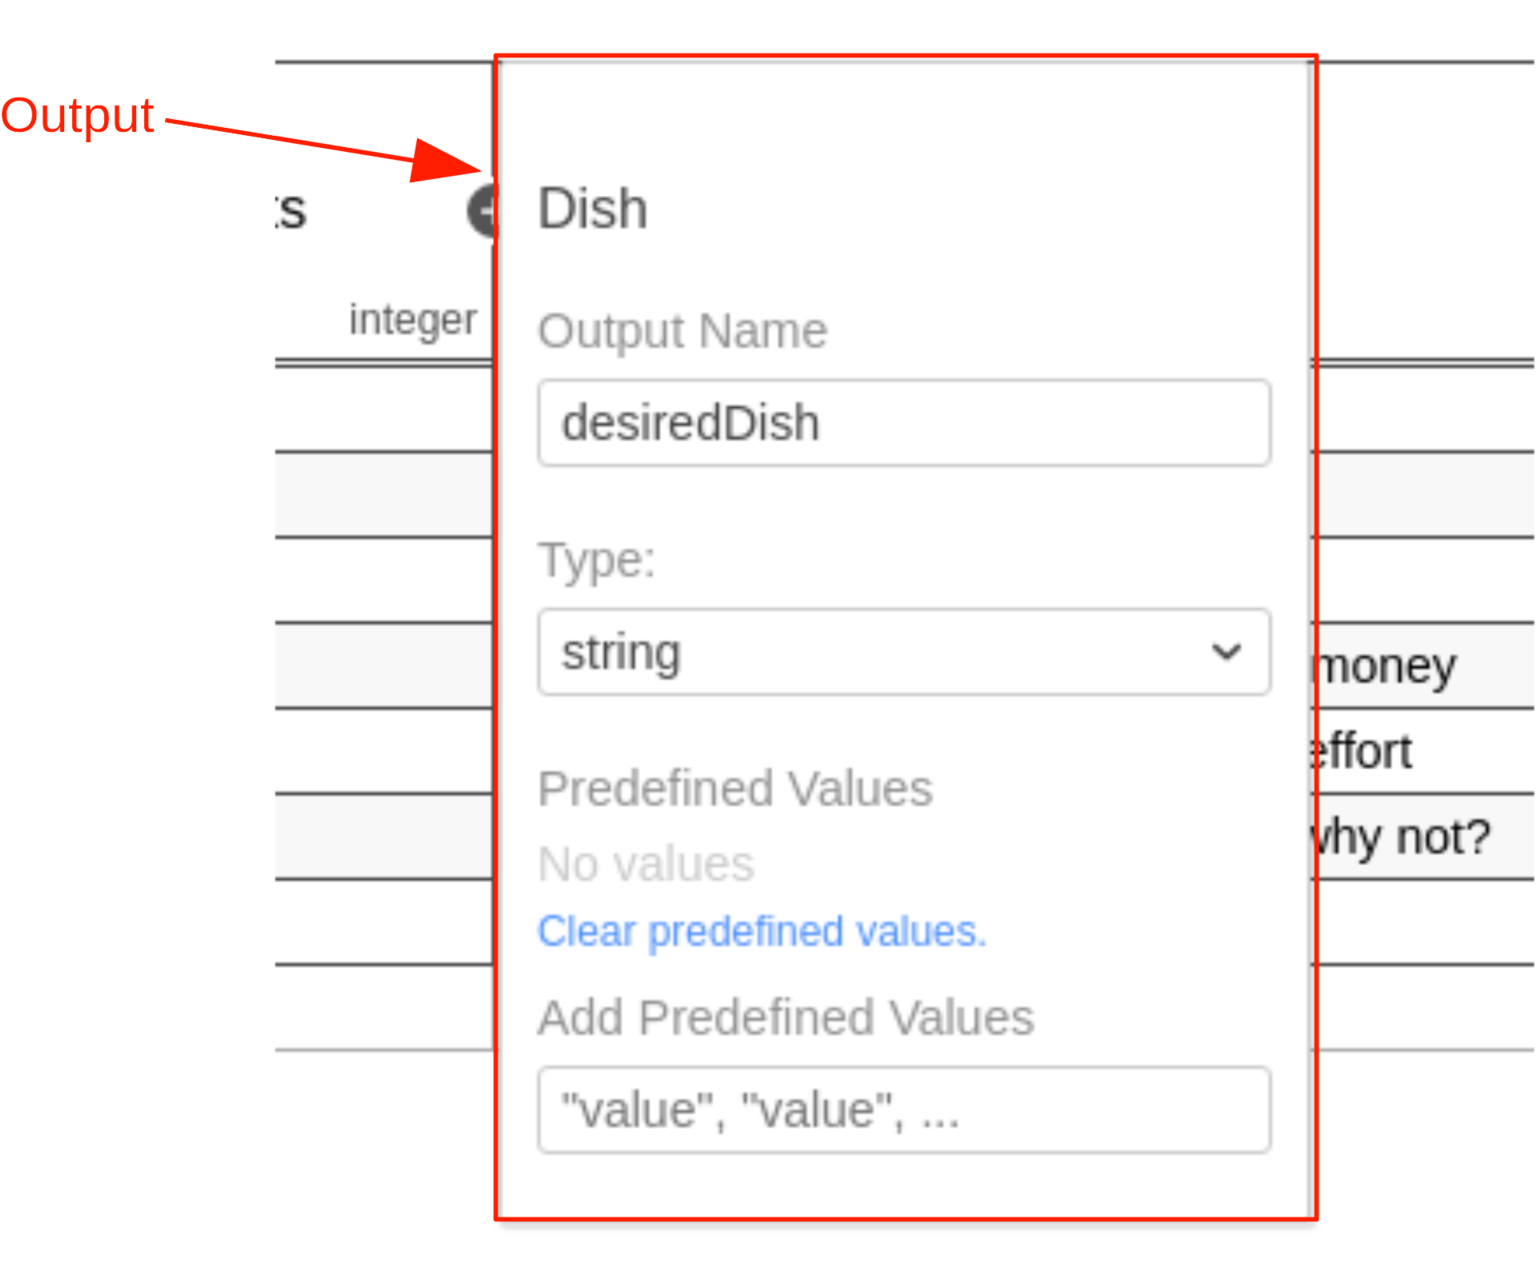 Output
Dish
integer
Output Name
desiredDish
Type:
string
money
effort
Predefined Values
why not?
No values
Clear predefined values.
Add Predefined Values
"value", "value", ...